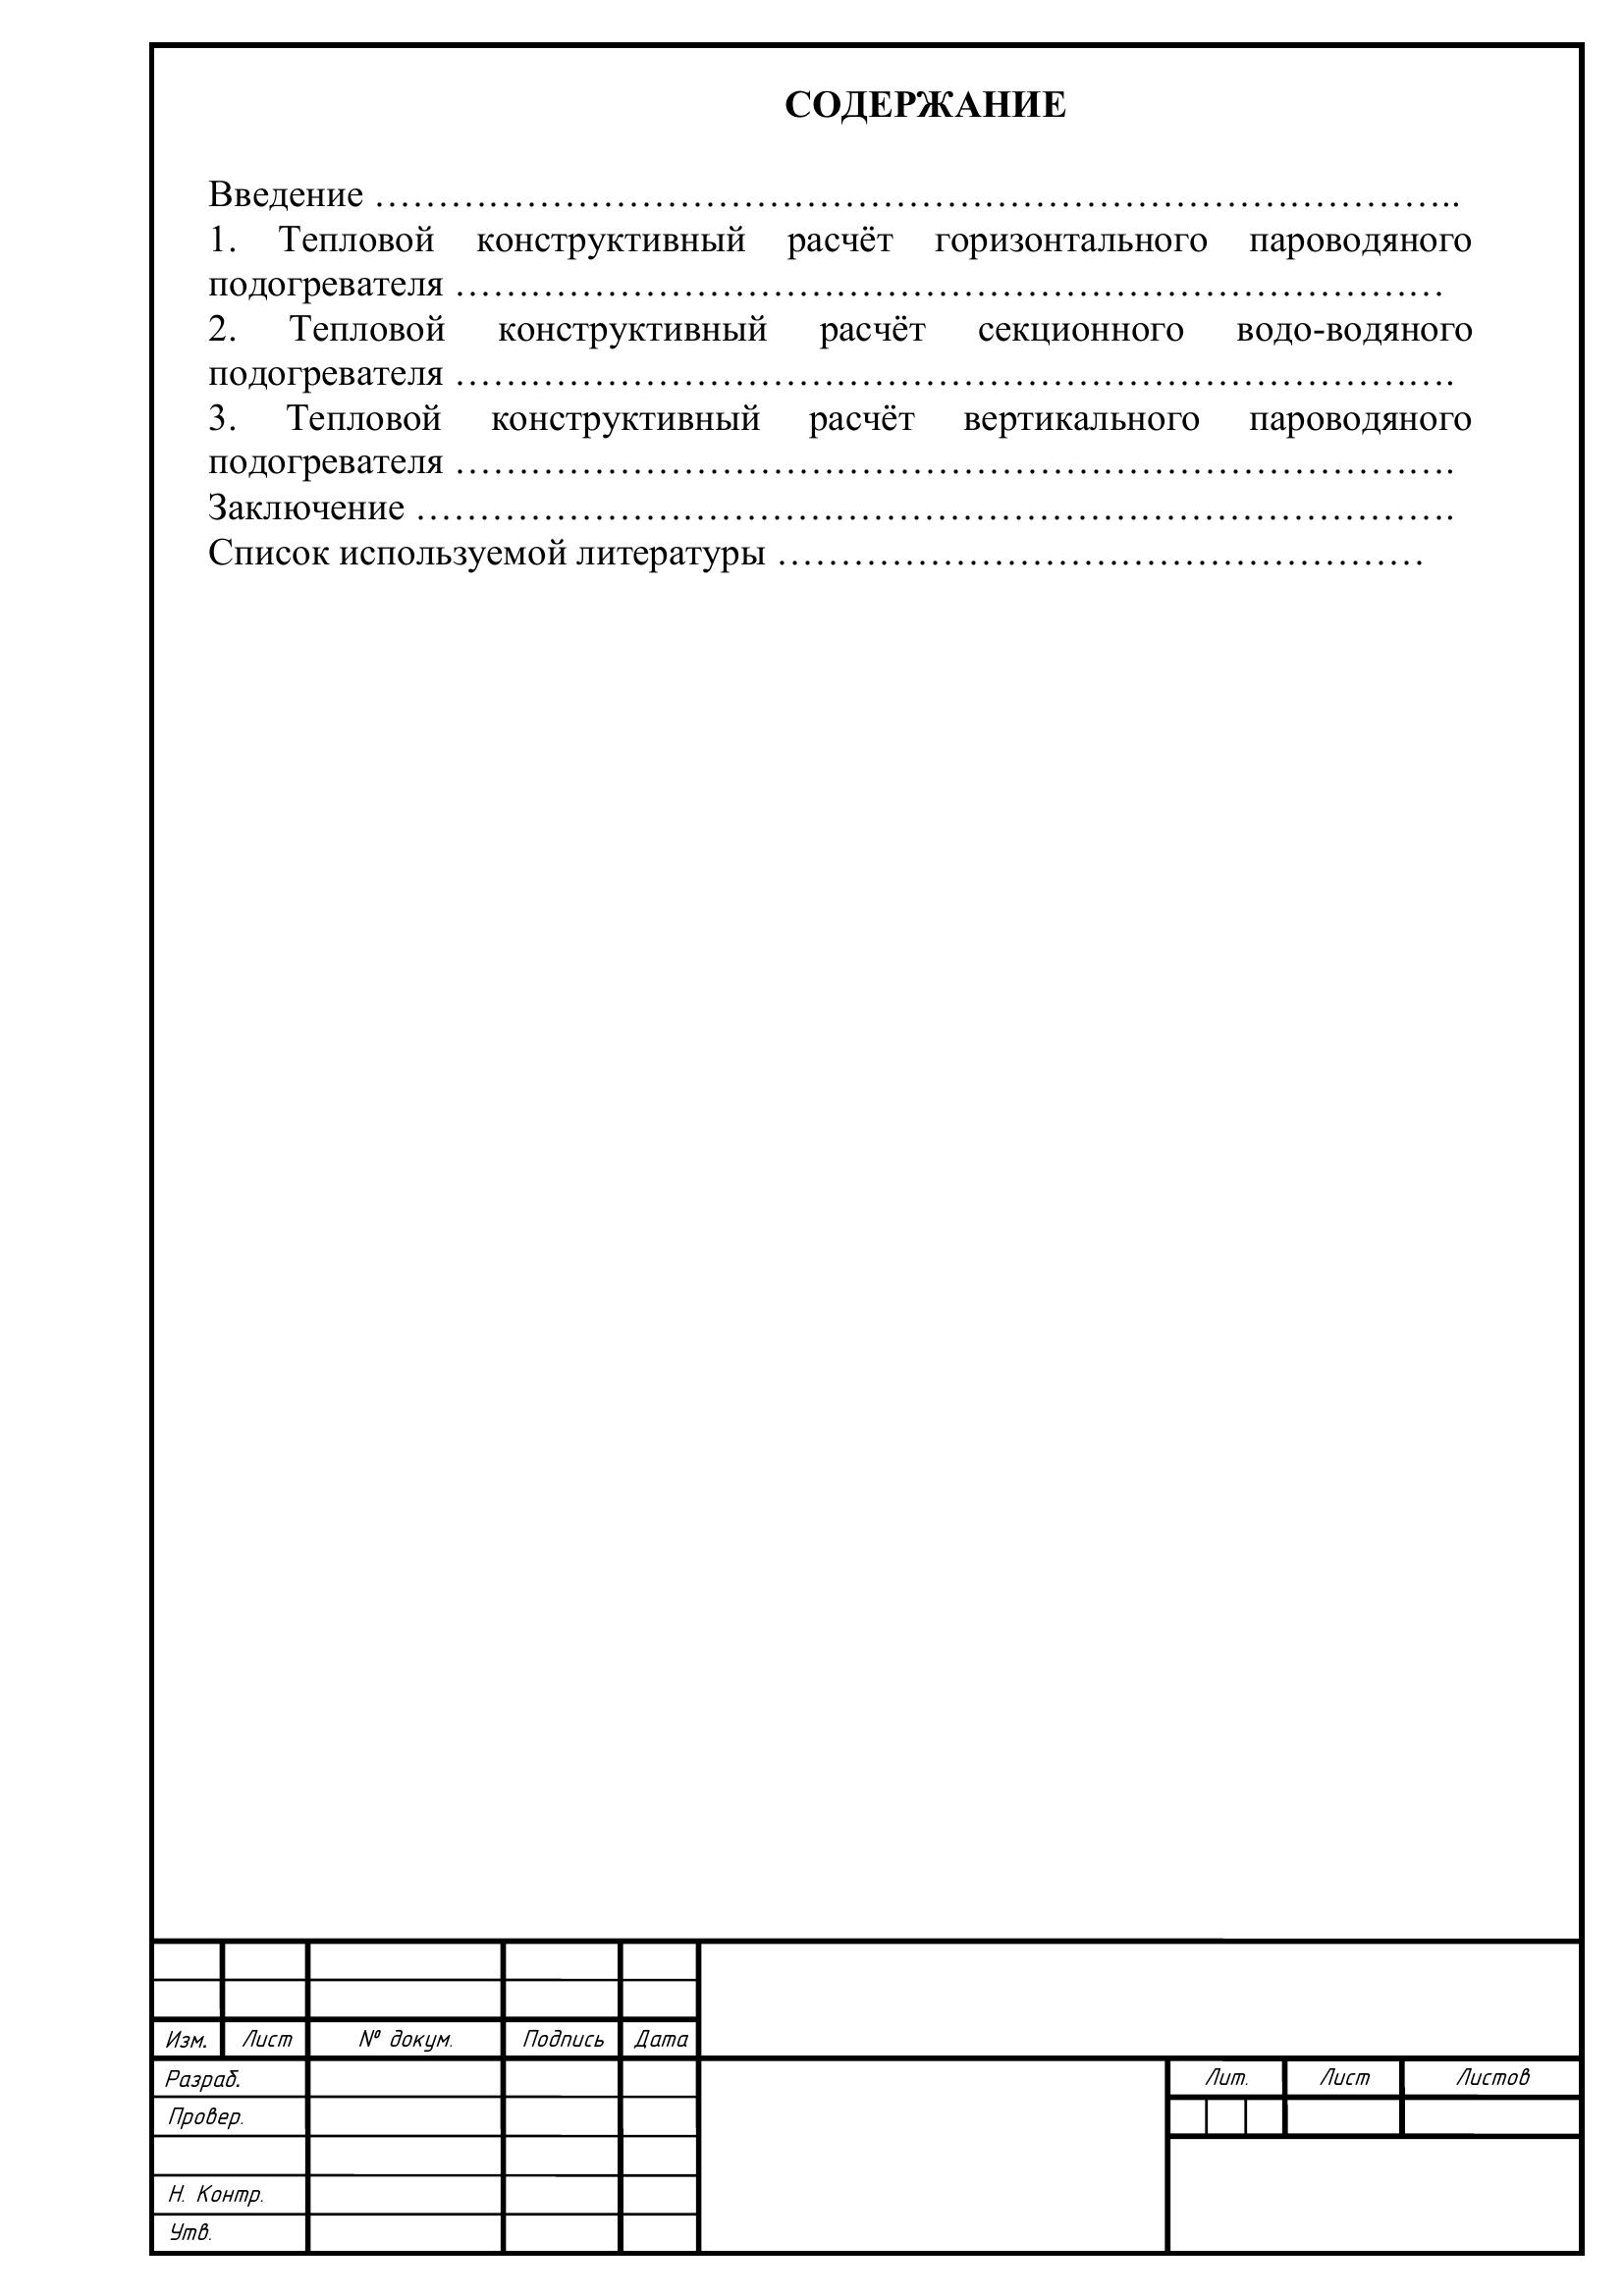 СОДЕРЖАНИЕ
Введение ……………………………………………………………………………..
1. Тепловой конструктивный расчёт горизонтального пароводяного
подогревателя ……………………………………………………………………
2. Тепловой конструктивный расчёт секционного водо-водяного
подогревателя …………………………………………………………………….
3. Тепловой конструктивный расчёт вертикального пароводяного
подогревателя …………………………………………………………………….
Заключение ……………………………………………………………………….
Список используемой литературы ……………………………………………
Изм. Лист № докум. Подпись Дата
Разраб. Лит. Лист Листов
Провер.
Н. Контр.
Утв.